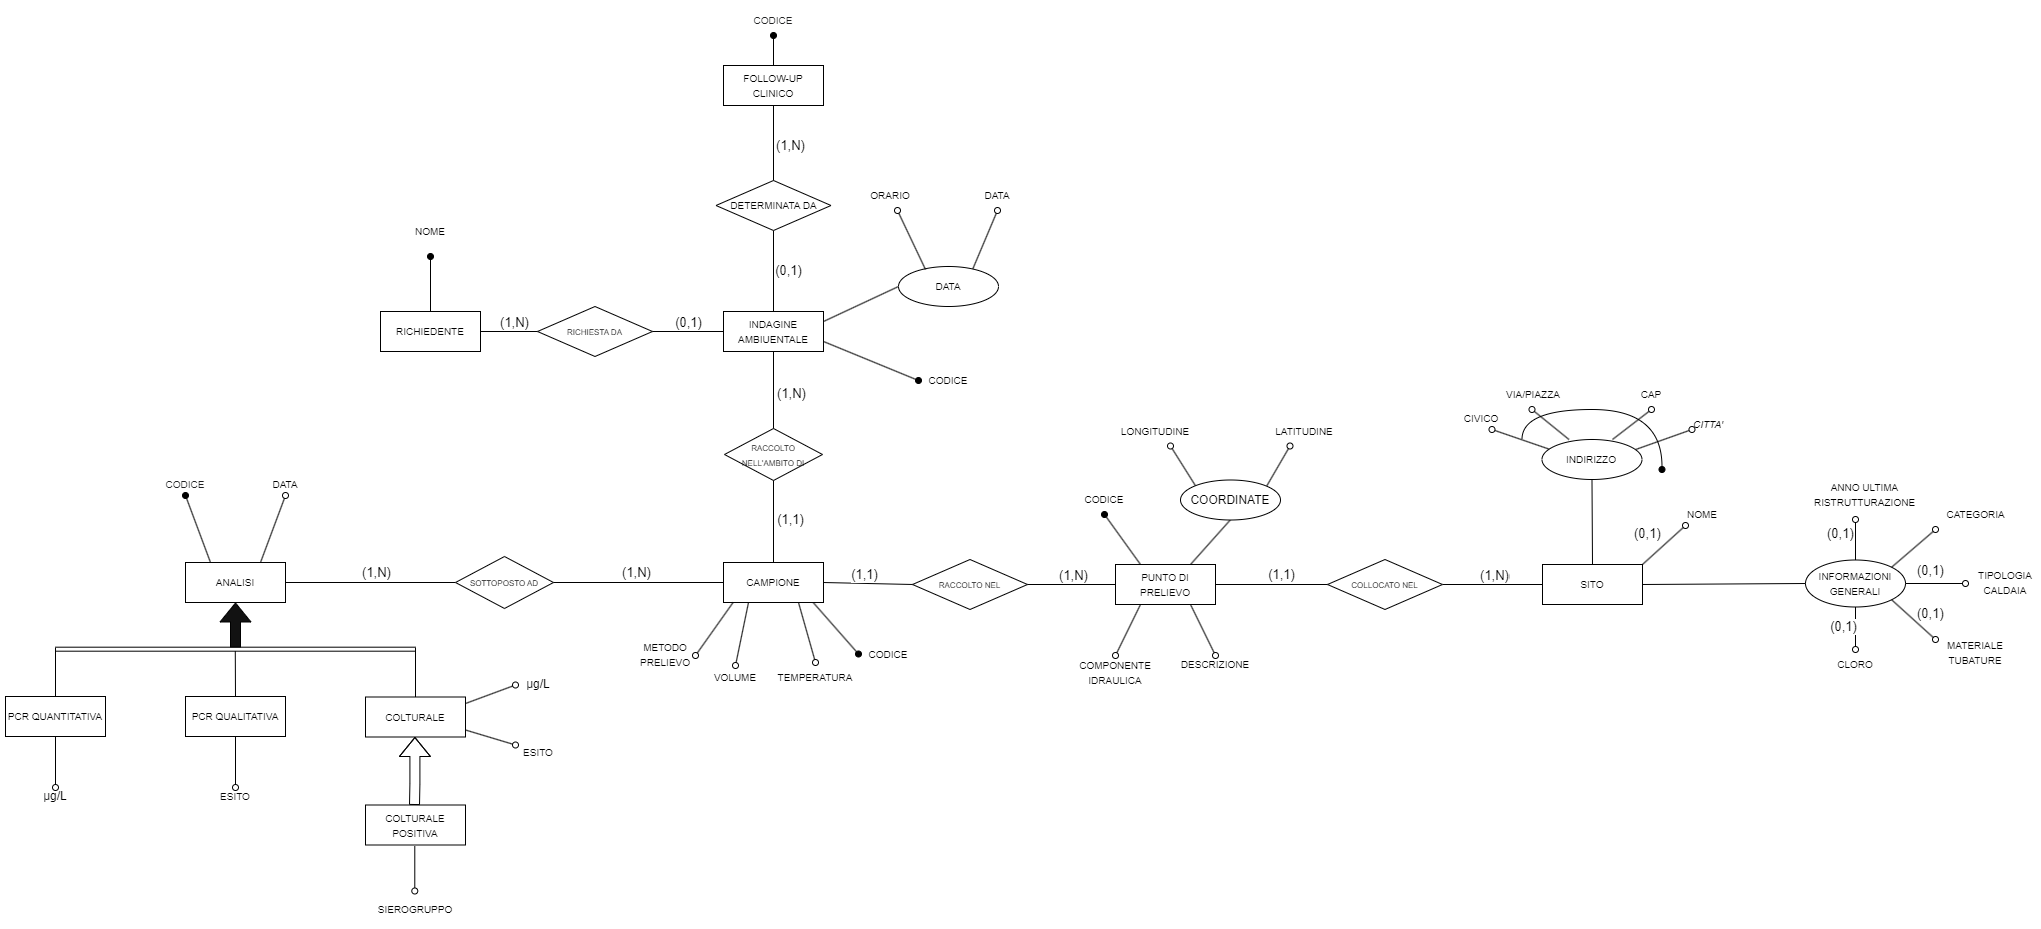 CODICE
FOLLOW-UP
CLINICO
(1,N)
DETERMINATA DA
ORARIO
DATA
NOME
(0,1)
DATA
RICHIEDENTE
(1,N)
RICHIESTA DA
(0,1)
INDAGINE
AMBIUENTALE
CODICE
(1,N)
VIA/PIAZZA
CAP
CIVICO
CITTA'
LONGITUDINE
LATITUDINE
RACCOLTO
NELL'AMBITO DI
INDIRIZZO
CODICE
DATA
CODICE
COORDINATE
ANNO ULTIMA
RISTRUTTURAZIONE
(1,1)
NOME
CATEGORIA
(0,1)
(0,1)
ANALISI
(1,N)
SOTTOPOSTO AD
(1,N)
CAMPIONE
(1,1)
RACCOLTO NEL
(1,N)
PUNTO DI
PRELIEVO
(1,1)
COLLOCATO NEL
(1,N)
SITO
INFORMAZIONI
GENERALI
(0,1)
TIPOLOGIA
CALDAIA
(0,1)
(0,1)
METODO
PRELIEVO
VOLUME
TEMPERATURA
CODICE
COMPONENTE
IDRAULICA
DESCRIZIONE
CLORO
MATERIALE
TUBATURE
PCR QUANTITATIVA
PCR QUALITATIVA
COLTURALE
µg/L
ESITO
µg/L
ESITO
COLTURALE
POSITIVA
SIEROGRUPPO